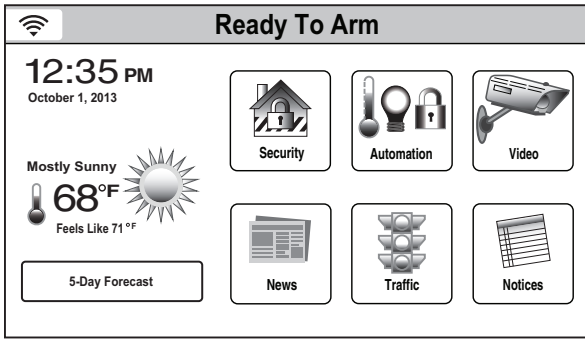 Ready To Arm
12:35 PM
October 1, 2013
Mostly Sunny
68°F
Feels Like 71°F
5-Day Forecast
Security
Automation
Video
News
Traffic
Notices